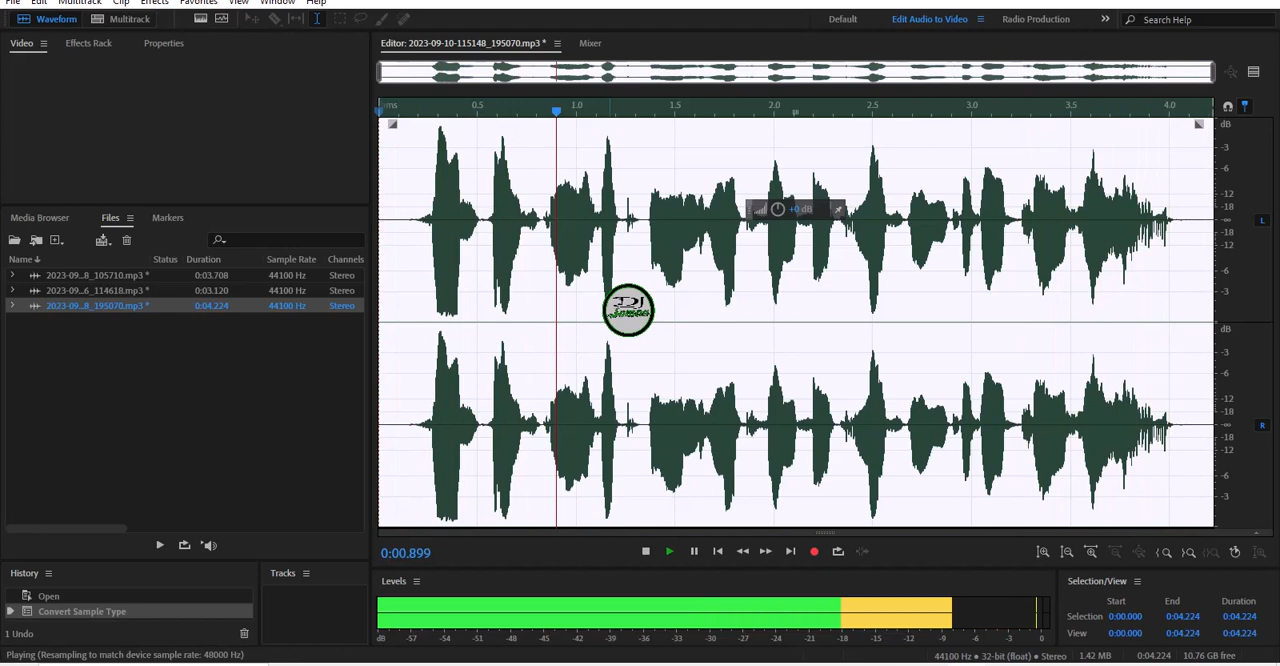 File Edit Multitrack Clip Effects Favorites View Window Help
Waveform Multitrack Default Edit Audio to Video Radio Production Search Help
Video Effects Rack Properties
Editor: 2023-09-10-115148_195070.mp3 * Mixer
0.5 1.0 1.5 2.0 2.5 3.0 3.5 4.0
dB
-3
-6
-12
-18
-∞
-18
-12
-6
-3
L
+0 dB
DJ
dB
-3
-6
-12
-18
-∞
-18
-12
-6
-3
R
Media Browser Files Markers
Name Status Duration Sample Rate Channels
2023-09...8_105710.mp3 * 0:03.708 44100 Hz Stereo
2023-09...6_114618.mp3 * 0:03.120 44100 Hz Stereo
2023-09...8_195070.mp3 * 0:04.224 44100 Hz Stereo
0:00.899
History
Open
Convert Sample Type
1 Undo
Tracks
Levels
dB -57 -54 -51 -48 -45 -42 -39 -36 -33 -30 -27 -24 -21 -18 -15 -12 -9 -6 -3 0
Selection/View
Start End Duration
Selection 0:00.000 0:04.224 0:04.224
View 0:00.000 0:04.224 0:04.224
Playing (Resampling to match device sample rate: 48000 Hz)
44100 Hz • 32-bit (float) • Stereo 1.42 MB 0:04.224 10.76 GB free